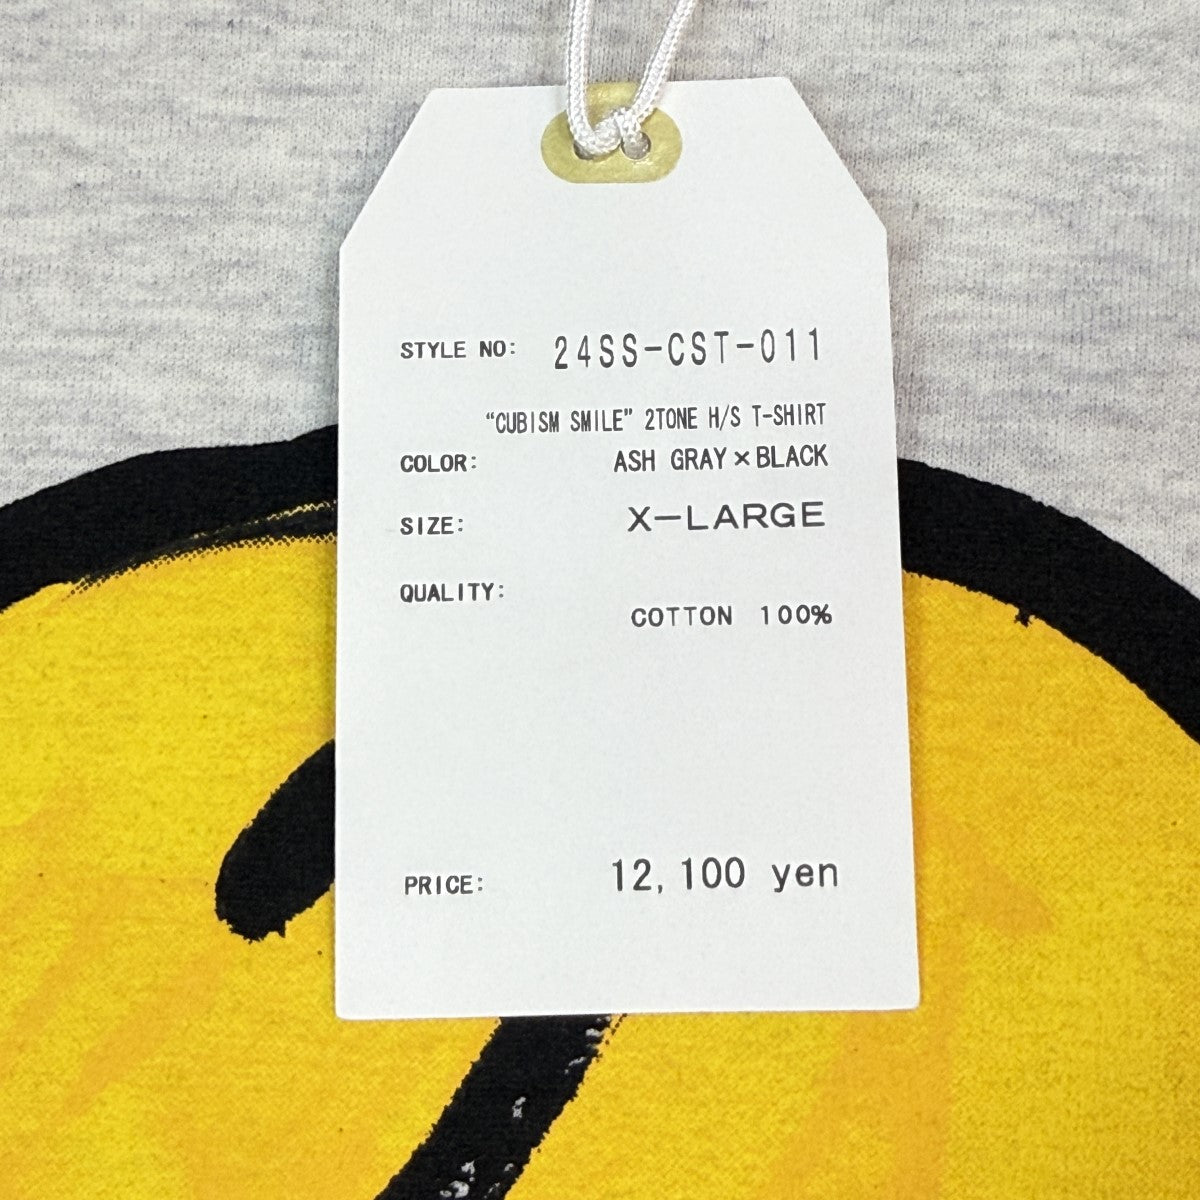 STYLE NO: 24SS-CST-011
“CUBISM SMILE” 2TONE H/S T-SHIRT
COLOR: ASH GRAY×BLACK
SIZE: X-LARGE
QUALITY:
COTTON 100%
PRICE: 12,100 yen